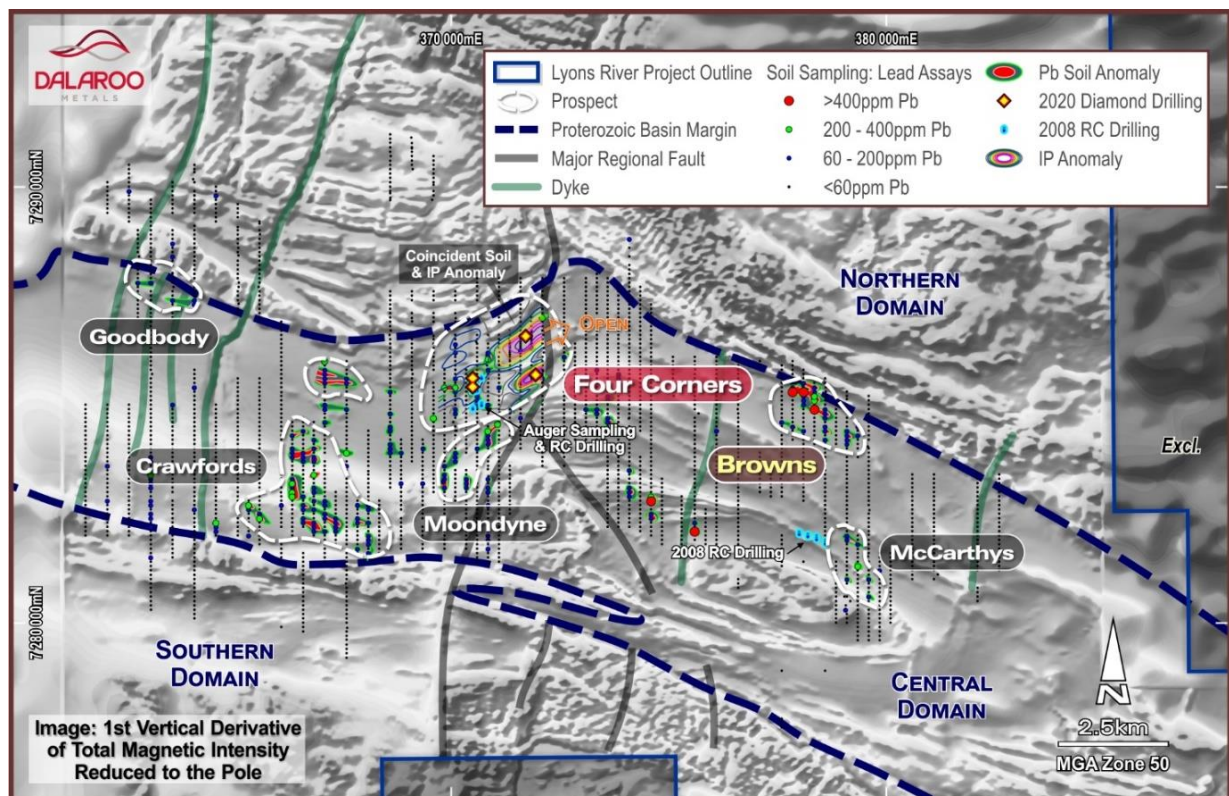 DALAROO
METALS
370 000mE
380 000mE
7 290 000mN
7 280 000mN
Lyons River Project Outline
Prospect
Proterozoic Basin Margin
Major Regional Fault
Dyke
Soil Sampling: Lead Assays
>400ppm Pb
200 - 400ppm Pb
60 - 200ppm Pb
<60ppm Pb
Pb Soil Anomaly
2020 Diamond Drilling
2008 RC Drilling
IP Anomaly
Coincident Soil
& IP Anomaly
NORTHERN
DOMAIN
OPEN
Goodbody
Four Corners
Auger Sampling
& RC Drilling
Browns
Excl.
Crawfords
Moondyne
2008 RC Drilling
McCarthys
SOUTHERN
DOMAIN
CENTRAL
DOMAIN
Image: 1st Vertical Derivative
of Total Magnetic Intensity
Reduced to the Pole
N
2.5km
MGA Zone 50